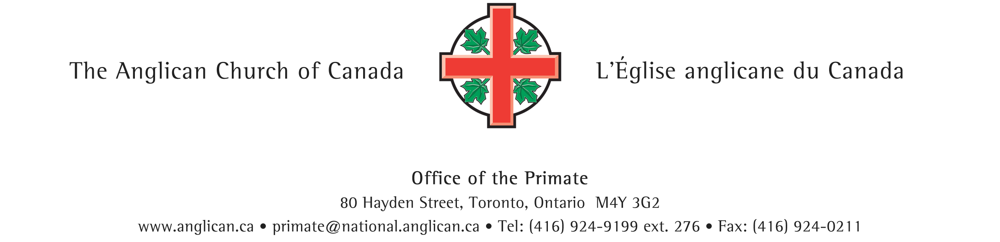 The Anglican Church of Canada L’Église anglicane du Canada
Office of the Primate
80 Hayden Street, Toronto, Ontario M4Y 3G2
www.anglican.ca • primate@national.anglican.ca • Tel: (416) 924-9199 ext. 276 • Fax: (416) 924-0211